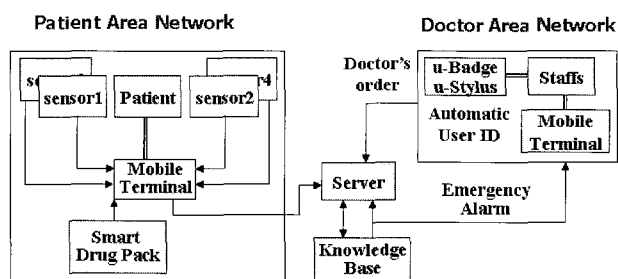 Patient Area Network
Doctor Area Network
sensor1
Patient
sensor2
Mobile
Terminal
Smart
Drug Pack
Doctor's
order
u-Badge
u-Stylus
Staffs
Automatic
User ID
Mobile
Terminal
Server
Emergency
Alarm
Knowledge
Base